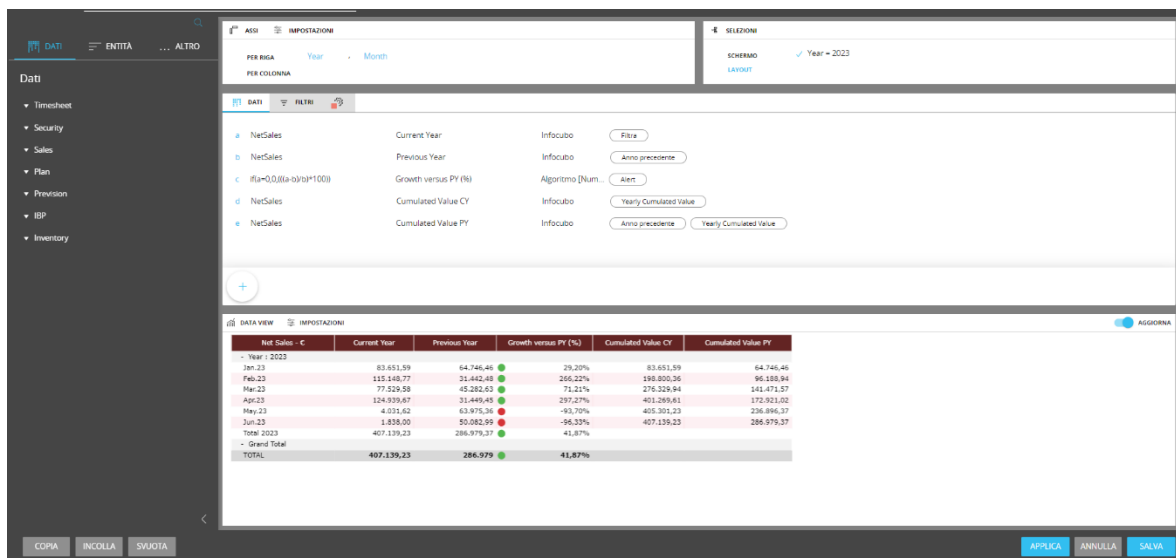 DATI ENTITÀ ... ALTRO
Dati
Timesheet
Security
Sales
Plan
Prevision
IBP
Inventory
ASSI IMPOSTAZIONI
PER RIGA Year Month
PER COLONNA
SELEZIONI
SCHERMO Year = 2023
LAYOUT
DATI FILTRI
a NetSales Current Year Infocubo Filtra
b NetSales Previous Year Infocubo Anno precedente
c if(a=0,0,(((a-b)/b)*100)) Growth versus PY (%) Algoritmo [Num... Alert
d NetSales Cumulated Value CY Infocubo Yearly Cumulated Value
e NetSales Cumulated Value PY Infocubo Anno precedente Yearly Cumulated Value
+
DATA VIEW IMPOSTAZIONI AGGIORNA
Net Sales - € Current Year Previous Year Growth versus PY (%) Cumulated Value CY Cumulated Value PY
- Year : 2023
Jan.23 83.651,59 64.746,46 29,20% 83.651,59 64.746,46
Feb.23 115.148,77 31.442,48 266,22% 198.800,36 96.188,94
Mar.23 77.529,58 45.282,63 71,21% 276.329,94 141.471,57
Apr.23 124.939,67 31.449,45 297,27% 401.269,61 172.921,02
May.23 4.031,62 63.975,36 -93,70% 405.301,23 236.896,37
Jun.23 1.838,00 50.082,99 -96,33% 407.139,23 286.979,37
Total 2023 407.139,23 286.979,37 41,87%
- Grand Total
TOTAL 407.139,23 286.979 41,87%
COPIA INCOLLA SVUOTA APPLICA ANNULLA SALVA